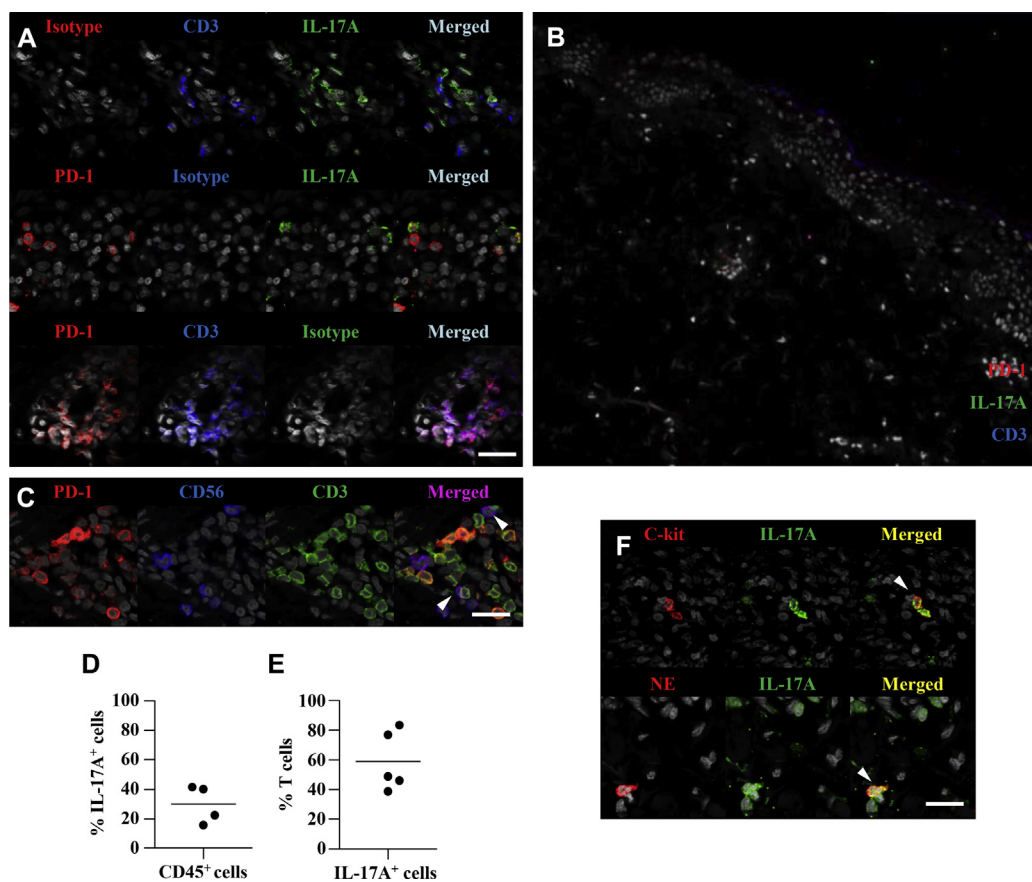 A
Isotype CD3 IL-17A Merged
PD-1 Isotype IL-17A Merged
PD-1 CD3 Isotype Merged
B
PD-1
IL-17A
CD3
C
PD-1 CD56 CD3 Merged
D
100
80
60
40
20
0
% IL-17A⁺ cells
CD45⁺ cells
E
100
80
60
40
20
0
% T cells
IL-17A⁺ cells
F
C-kit IL-17A Merged
NE IL-17A Merged